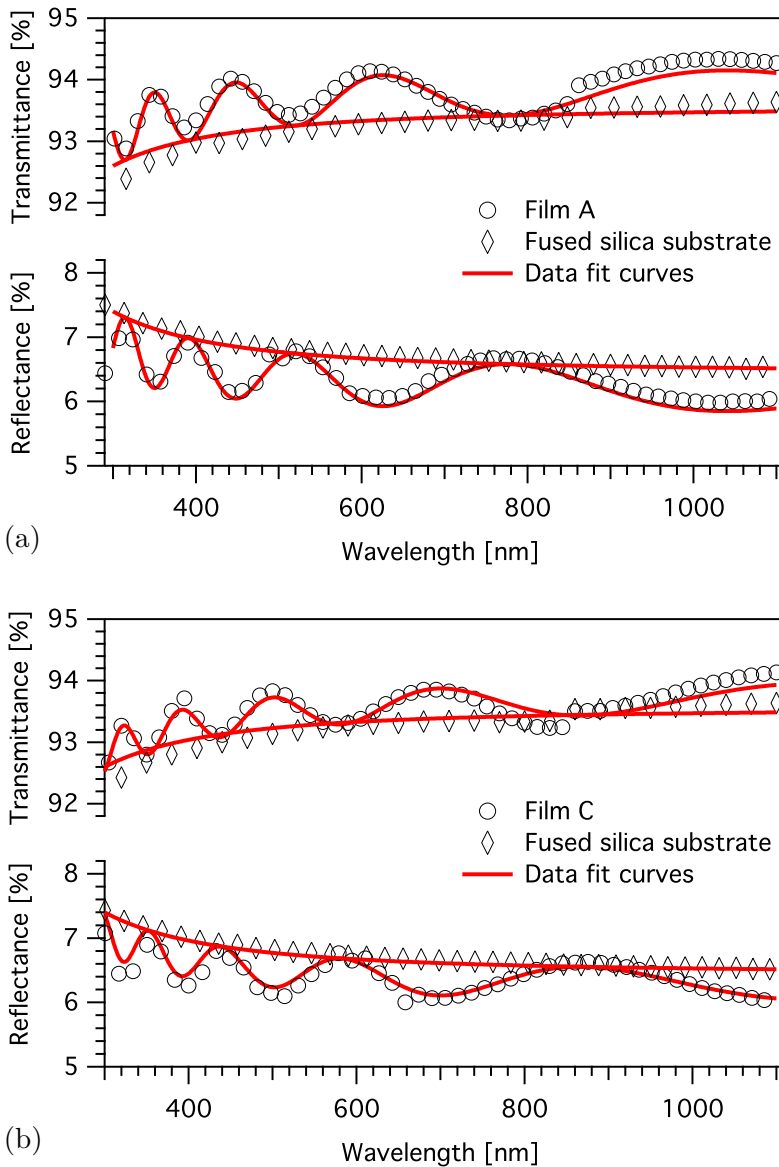 95
94
93
92
Transmittance [%]
Film A
Fused silica substrate
Data fit curves
8
7
6
5
Reflectance [%]
400
600
800
1000
Wavelength [nm]
(a)
95
94
93
92
Transmittance [%]
Film C
Fused silica substrate
Data fit curves
8
7
6
5
Reflectance [%]
400
600
800
1000
Wavelength [nm]
(b)